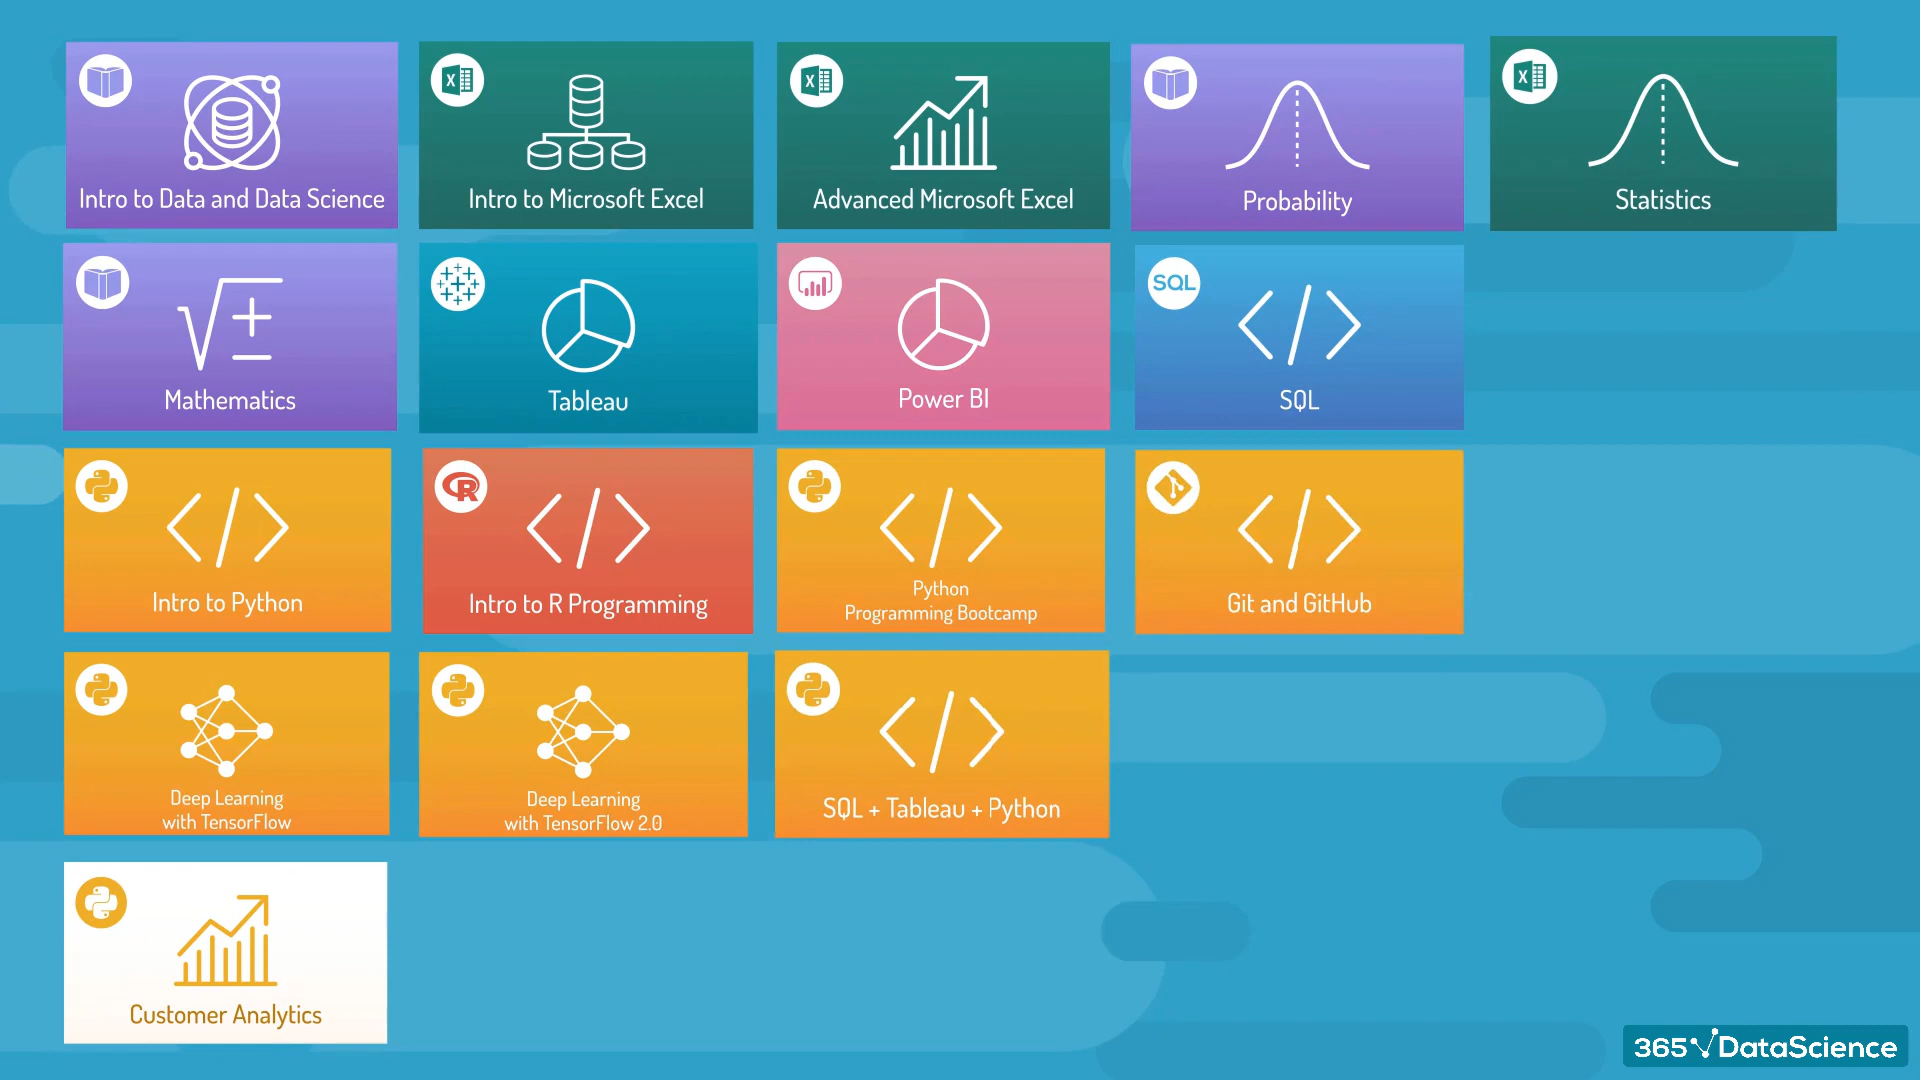 Intro to Data and Data Science
X
Intro to Microsoft Excel
X
Advanced Microsoft Excel
Probability
X
Statistics
Mathematics
Tableau
Power BI
SQL
SQL
Intro to Python
R
Intro to R Programming
Python
Programming Bootcamp
Git and GitHub
Deep Learning
with TensorFlow
Deep Learning
with TensorFlow 2.0
SQL + Tableau + Python
Customer Analytics
365 DataScience